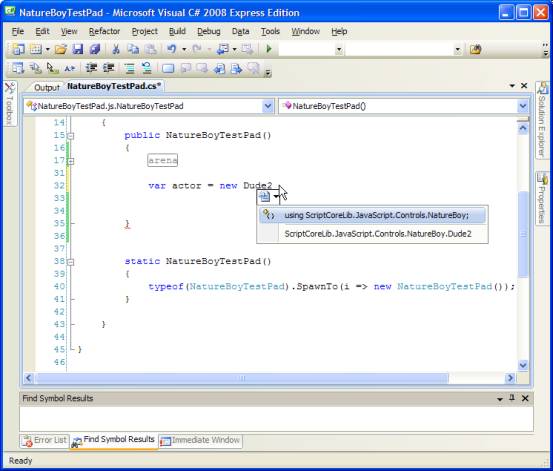 NatureBoyTestPad - Microsoft Visual C# 2008 Express Edition
File Edit View Refactor Project Build Debug Data Tools Window Help
Output NatureBoyTestPad.cs*
NatureBoyTestPad.js.NatureBoyTestPad NatureBoyTestPad()
Toolbox
Solution Explorer
Properties
14 {
15 public NatureBoyTestPad()
16 {
17 arena
31
32 var actor = new Dude2
33
34
35 }
36
37
38 static NatureBoyTestPad()
39 {
40 typeof(NatureBoyTestPad).SpawnTo(i => new NatureBoyTestPad());
41 }
42
43 }
44
45 }
46
using ScriptCoreLib.JavaScript.Controls.NatureBoy;
ScriptCoreLib.JavaScript.Controls.NatureBoy.Dude2
Find Symbol Results
Error List Find Symbol Results Immediate Window
Ready